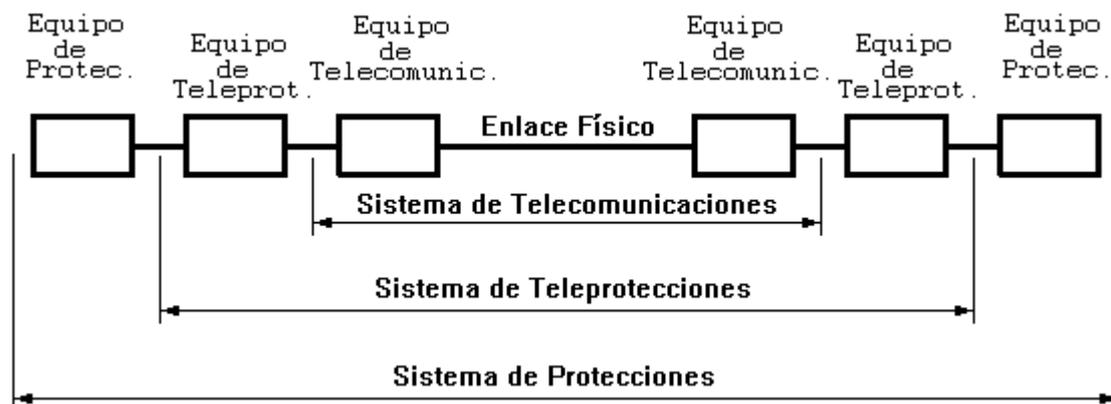 Equipo
de
Protec.
Equipo
de
Teleprot.
Equipo
de
Telecomunic.
Equipo
de
Telecomunic.
Equipo
de
Teleprot.
Equipo
de
Protec.
Enlace Físico
Sistema de Telecomunicaciones
Sistema de Teleprotecciones
Sistema de Protecciones